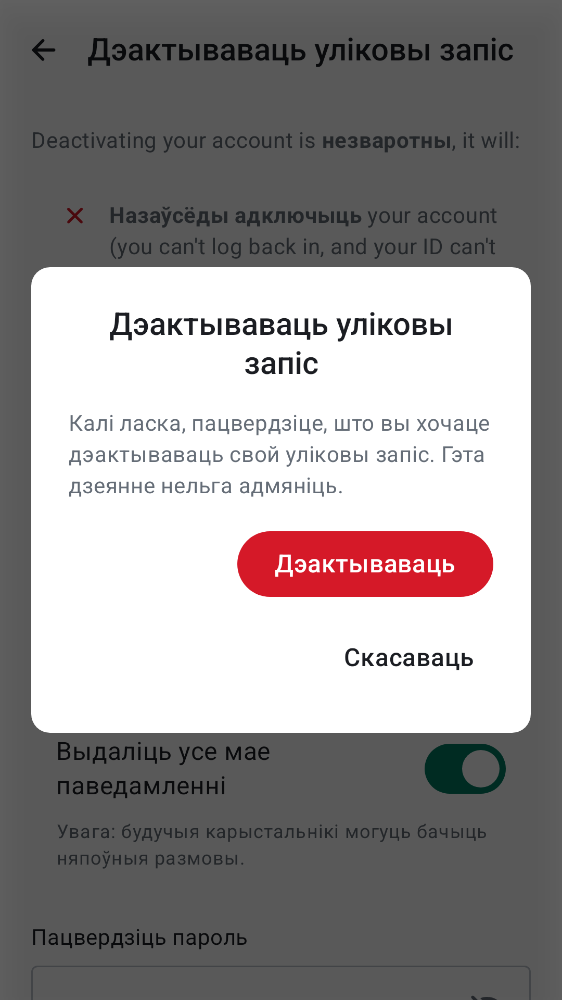 Дэактываваць уліковы запіс
Deactivating your account is незваротны, it will:
Назаўсёды адключыць your account
(you can't log back in, and your ID can't
Дэактываваць уліковы
запіс
Калі ласка, пацвердзіце, што вы хочаце
дэактываваць свой уліковы запіс. Гэта
дзеянне нельга адмяніць.
Дэактываваць
Скасаваць
Выдаліць усе мае
паведамленні
Увага: будучыя карыстальнікі могуць бачыць
няпоўныя размовы.
Пацвердзіць пароль